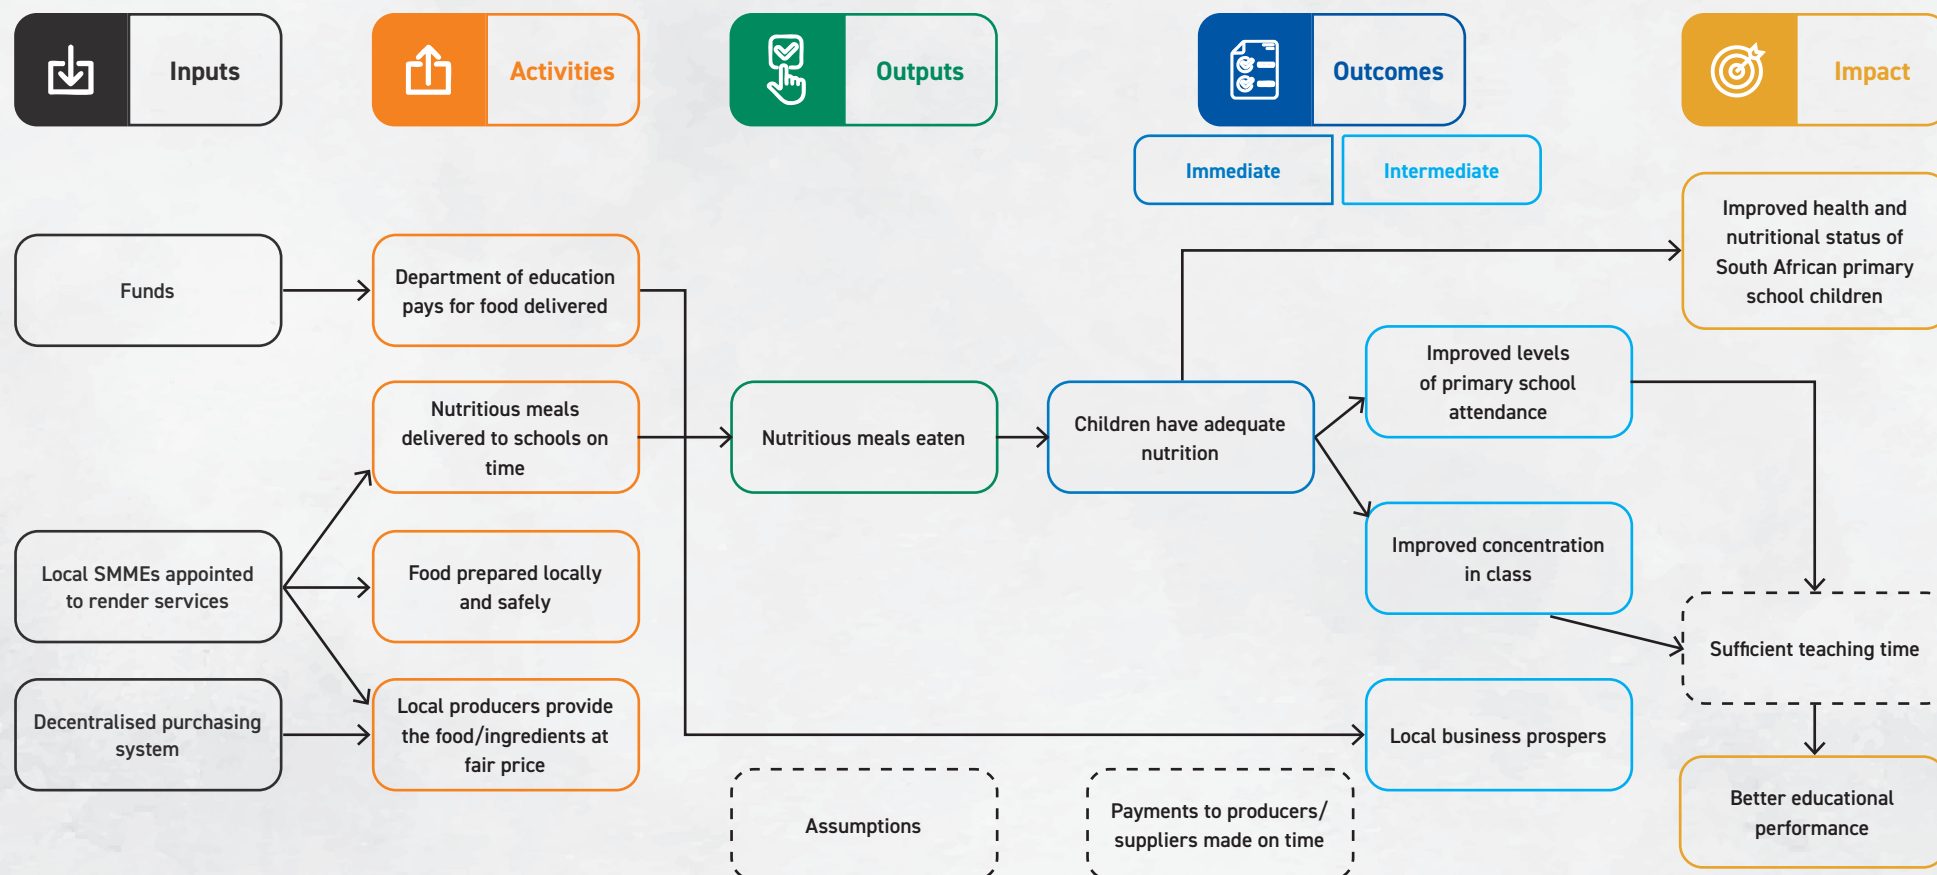 Inputs
Activities
Outputs
Outcomes
Impact
Immediate
Intermediate
Improved health and
nutritional status of
South African primary
school children
Funds
Department of education
pays for food delivered
Nutritious meals
delivered to schools on
time
Nutritious meals eaten
Children have adequate
nutrition
Improved levels
of primary school
attendance
Improved concentration
in class
Local SMMEs appointed
to render services
Food prepared locally
and safely
Sufficient teaching time
Decentralised purchasing
system
Local producers provide
the food/ingredients at
fair price
Local business prospers
Assumptions
Payments to producers/
suppliers made on time
Better educational
performance